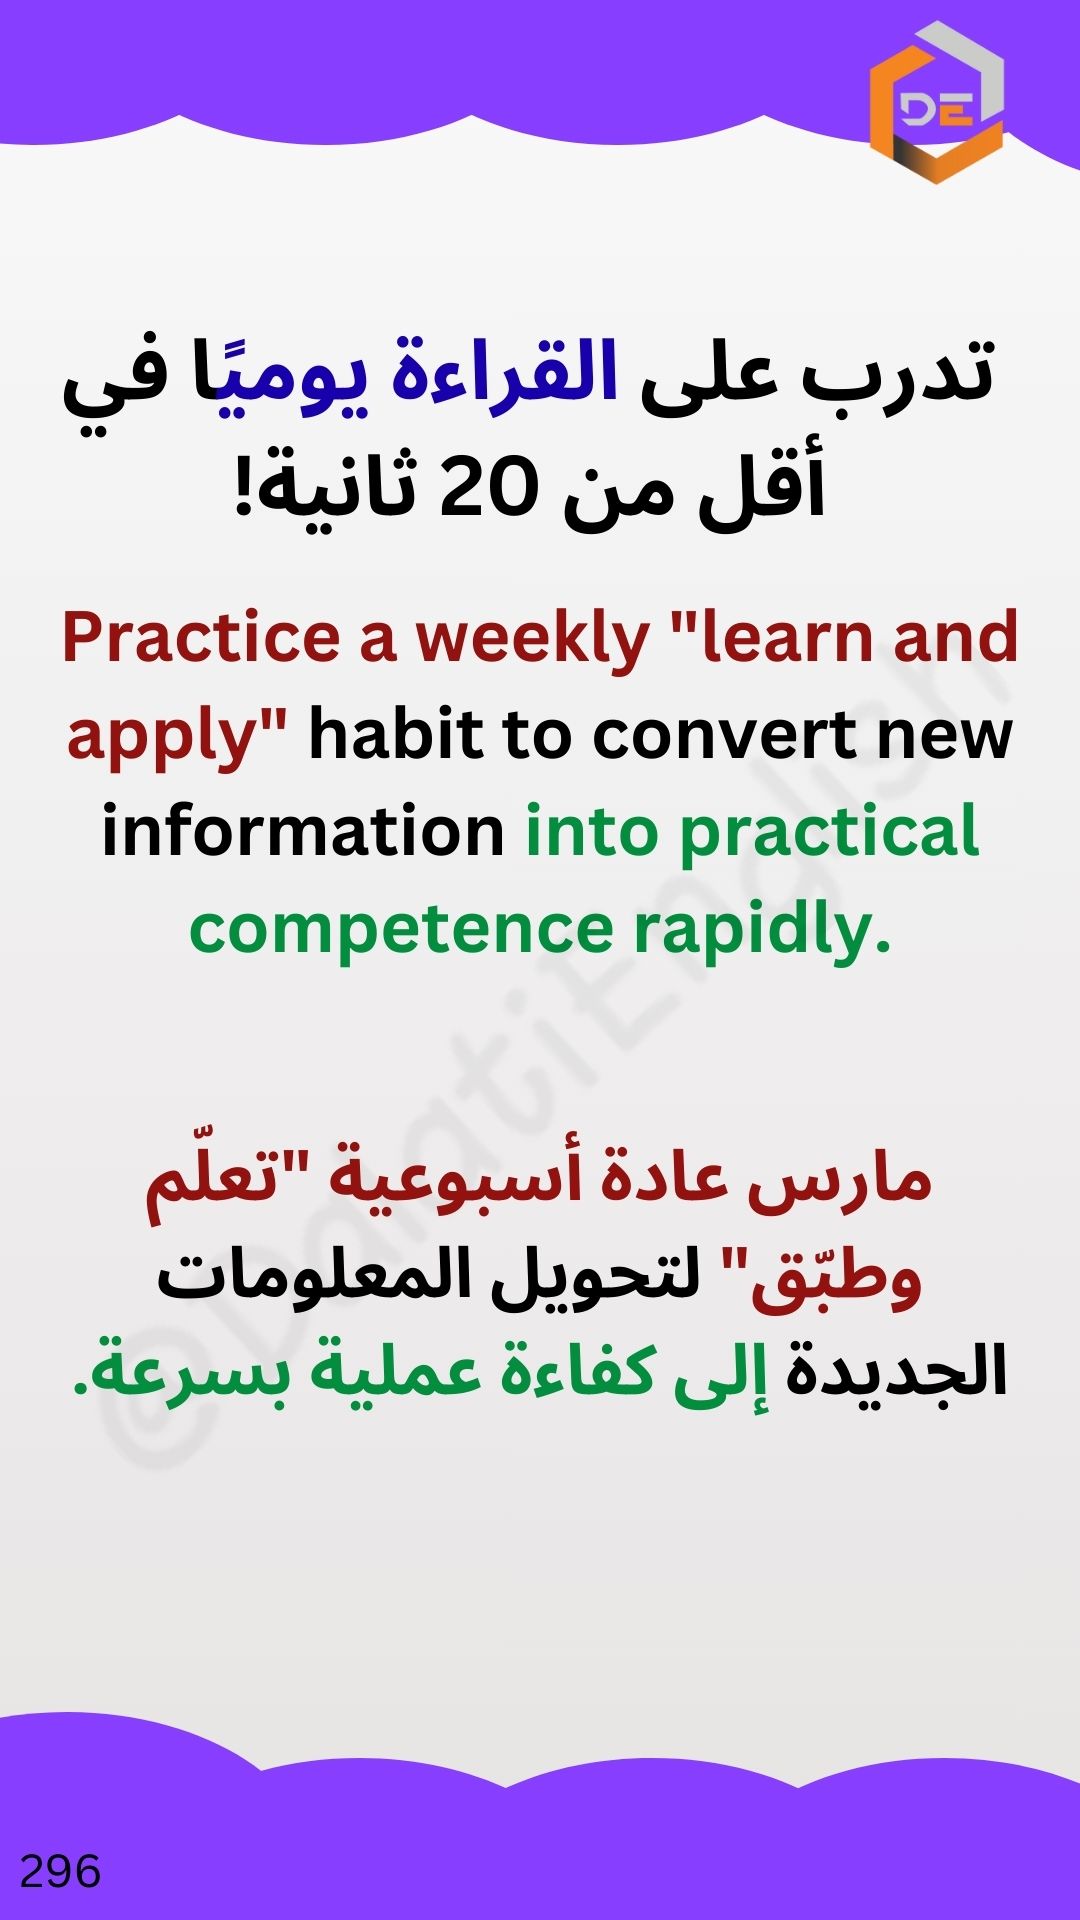 DE
تدرب على القراءة يوميًا في
أقل من 20 ثانية!
Practice a weekly "learn and
apply" habit to convert new
information into practical
competence rapidly.
مارس عادة أسبوعية "تعلّم
وطبّق" لتحويل المعلومات
الجديدة إلى كفاءة عملية بسرعة.
@DalatiEnglish
296